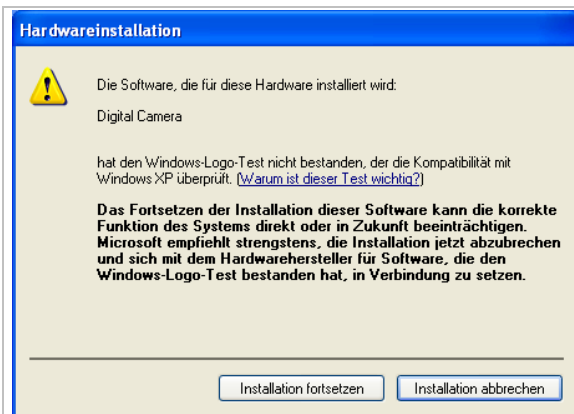 Hardwareinstallation
Die Software, die für diese Hardware installiert wird:
Digital Camera
hat den Windows-Logo-Test nicht bestanden, der die Kompatibilität mit
Windows XP überprüft. (Warum ist dieser Test wichtig?)
Das Fortsetzen der Installation dieser Software kann die korrekte
Funktion des Systems direkt oder in Zukunft beeinträchtigen.
Microsoft empfiehlt strengstens, die Installation jetzt abzubrechen
und sich mit dem Hardwarehersteller für Software, die den
Windows-Logo-Test bestanden hat, in Verbindung zu setzen.
Installation fortsetzen
Installation abbrechen